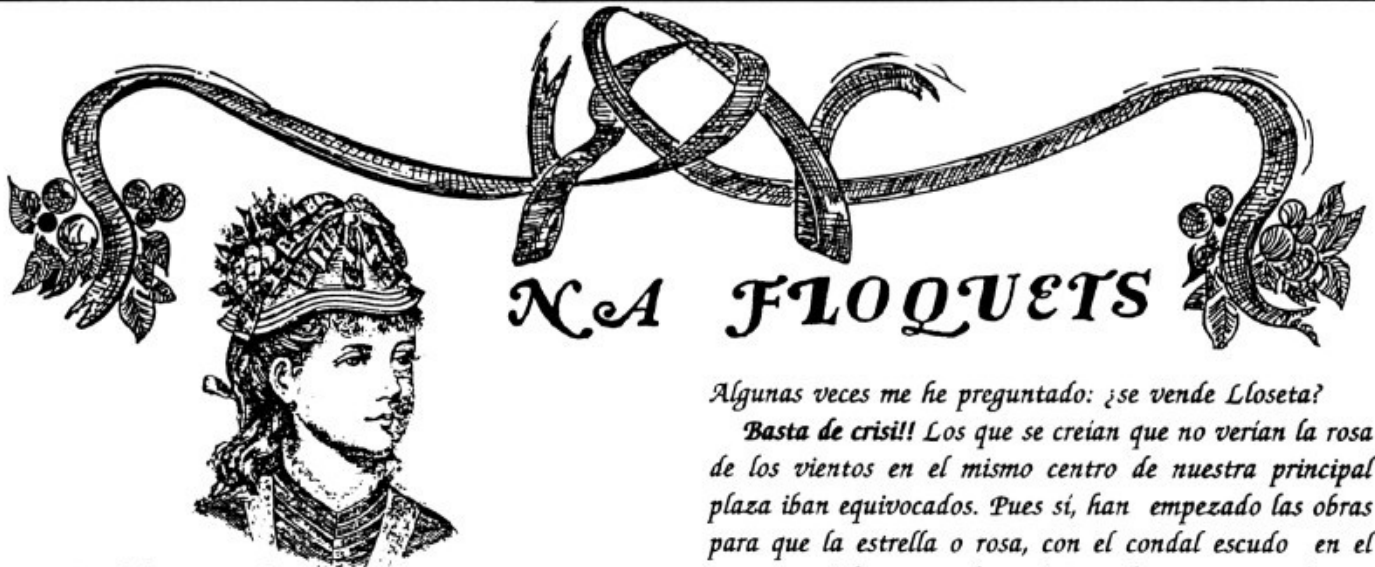 NA FLOQUETS
Algunas veces me he preguntado: ¿se vende Lloseta?
Basta de crisi!! Los que se creían que no verían la rosa
de los vientos en el mismo centro de nuestra principal
plaza iban equivocados. Pues sí, han empezado las obras
para que la estrella o rosa, con el condal escudo en el